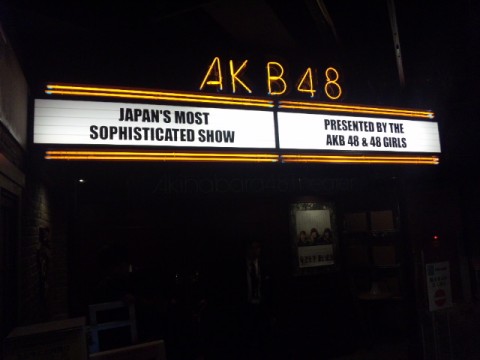 AKB48
JAPAN'S MOST
SOPHISTICATED SHOW
PRESENTED BY THE
AKB 48 & 48 GIRLS